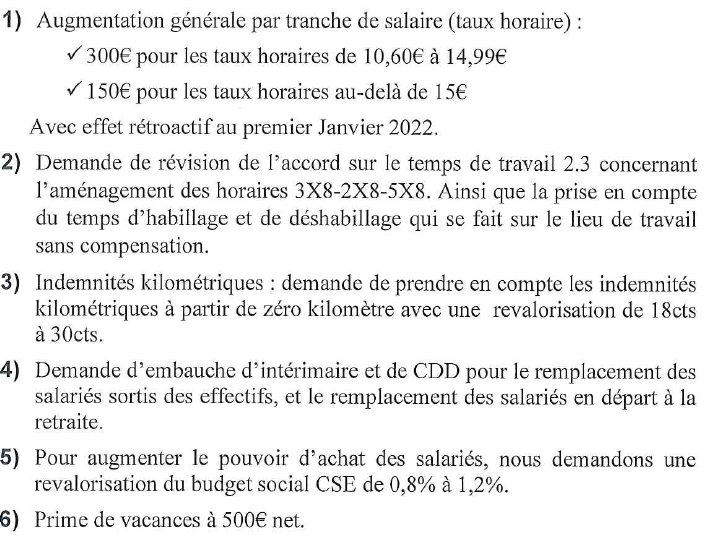 1) Augmentation générale par tranche de salaire (taux horaire) :
✓ 300€ pour les taux horaires de 10,60€ à 14,99€
✓ 150€ pour les taux horaires au-delà de 15€
Avec effet rétroactif au premier Janvier 2022.
2) Demande de révision de l'accord sur le temps de travail 2.3 concernant
l'aménagement des horaires 3X8-2X8-5X8. Ainsi que la prise en compte
du temps d'habillage et de déshabillage qui se fait sur le lieu de travail
sans compensation.
3) Indemnités kilométriques : demande de prendre en compte les indemnités
kilométriques à partir de zéro kilomètre avec une revalorisation de 18cts
à 30cts.
4) Demande d'embauche d'intérimaire et de CDD pour le remplacement des
salariés sortis des effectifs, et le remplacement des salariés en départ à la
retraite.
5) Pour augmenter le pouvoir d'achat des salariés, nous demandons une
revalorisation du budget social CSE de 0,8% à 1,2%.
6) Prime de vacances à 500€ net.